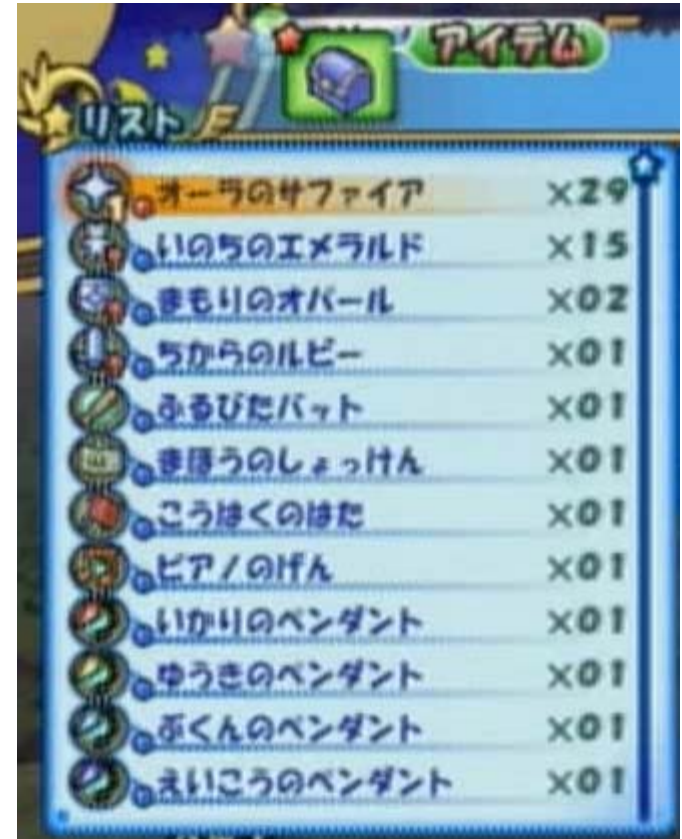 アイテム
リスト
オーラのサファイア ×29
いのちのエメラルド ×15
まもりのオパール ×02
ちからのルビー ×01
ふるびたバット ×01
まほうのしょっけん ×01
こうはくのはた ×01
ピアノのげん ×01
いかりのペンダント ×01
ゆうきのペンダント ×01
ぶくんのペンダント ×01
えいこうのペンダント ×01